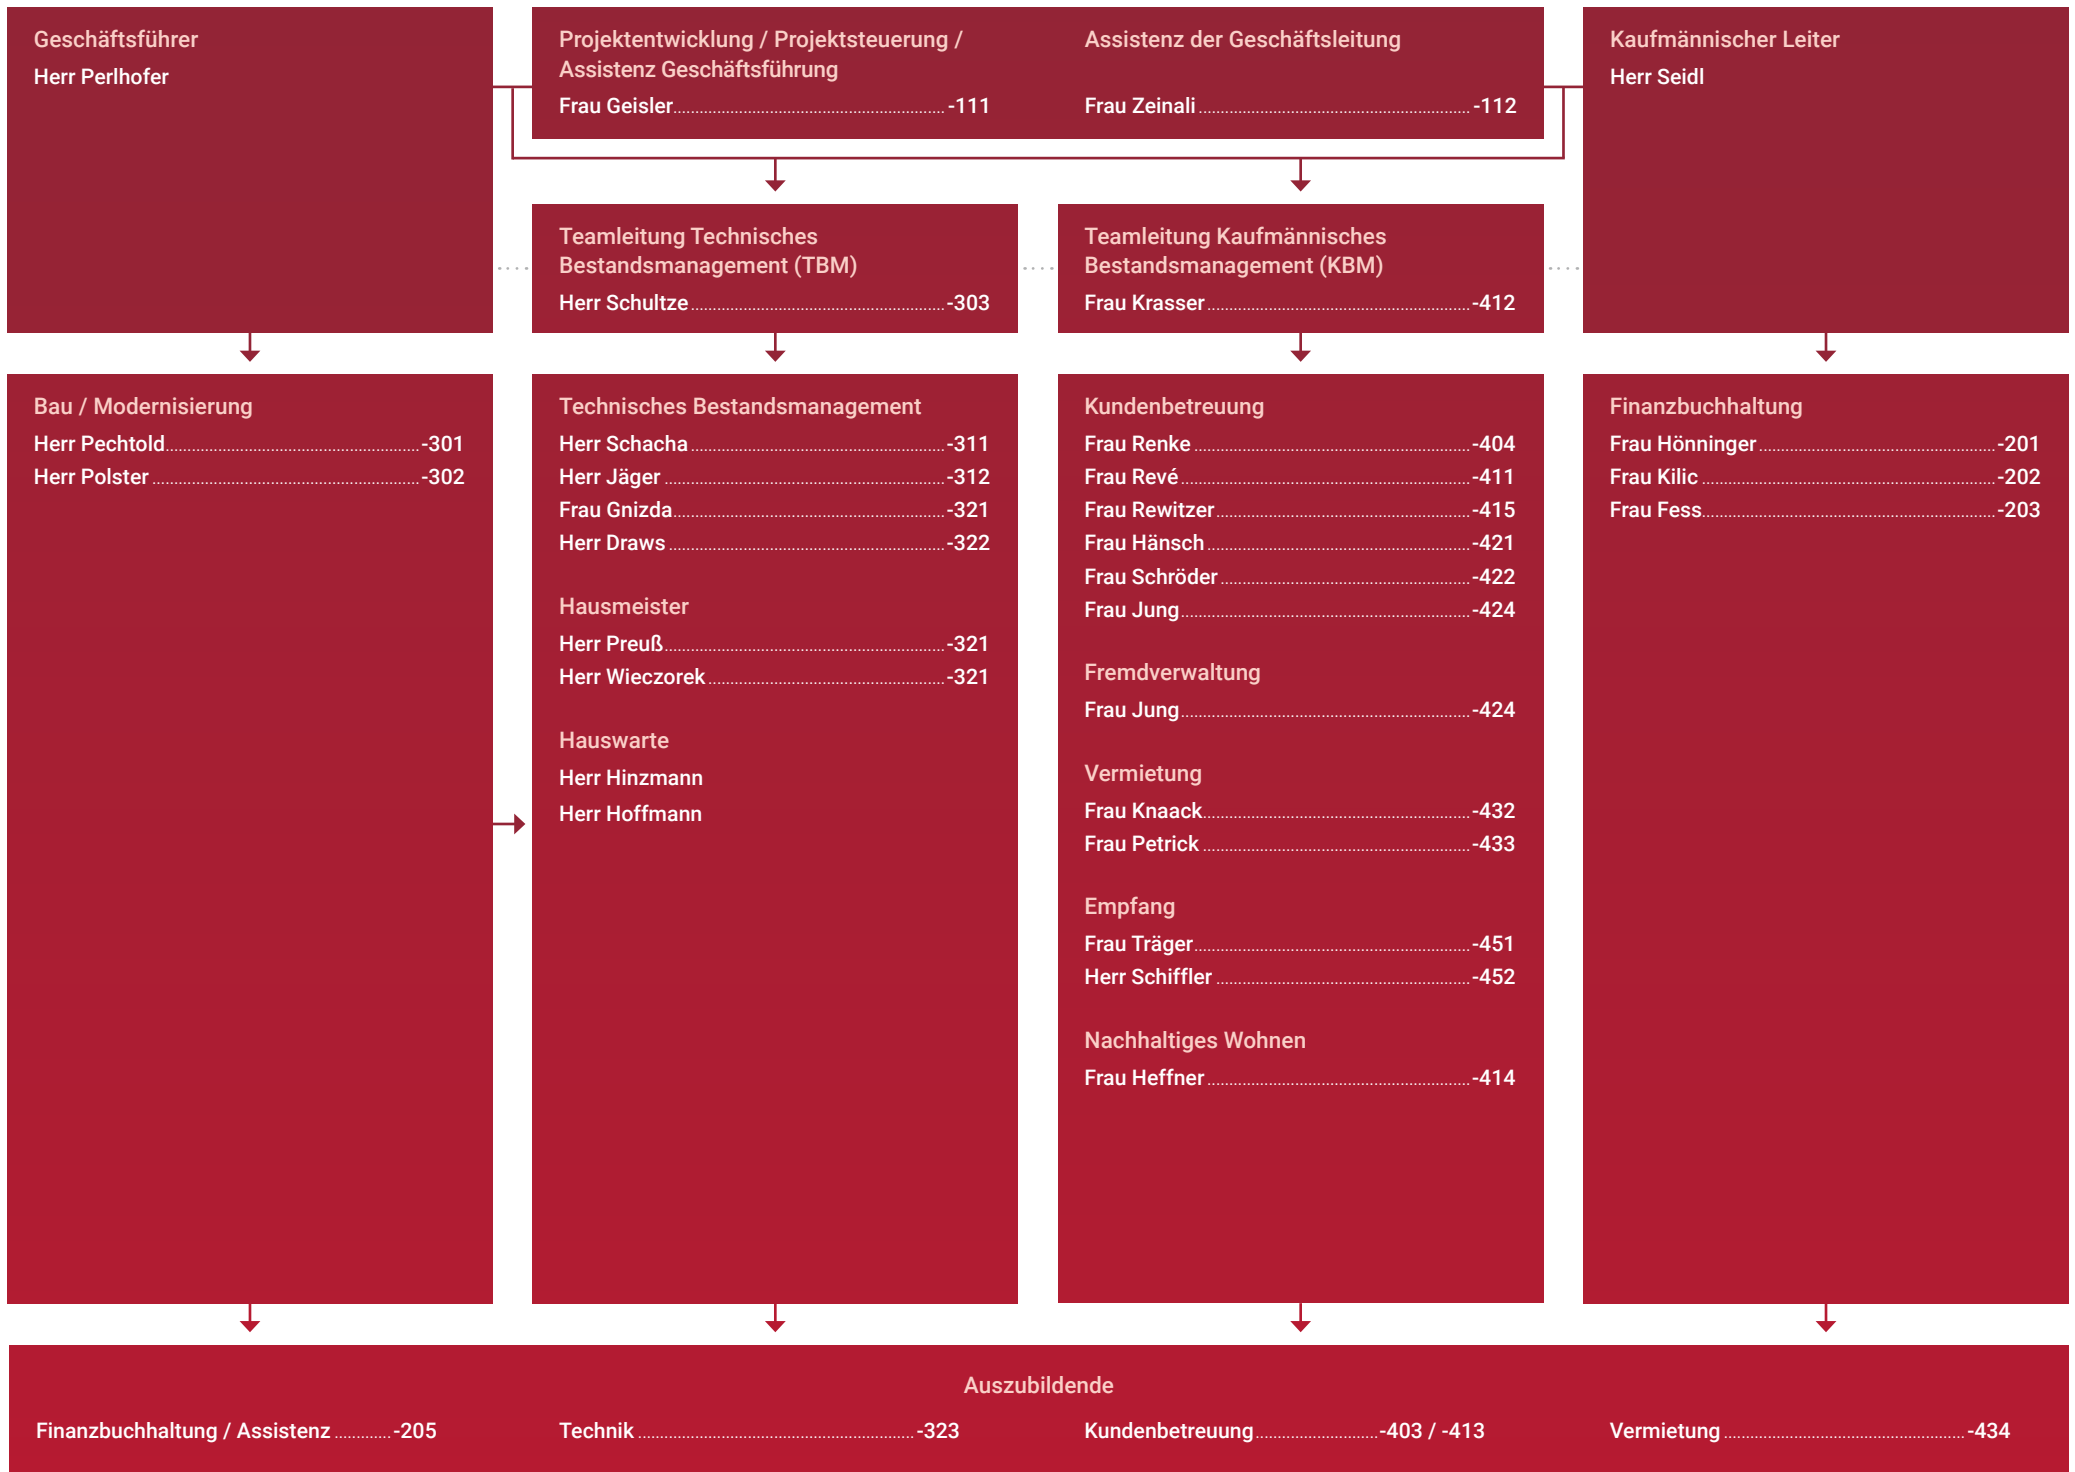 Geschäftsführer
Herr Perlhofer
Projektentwicklung / Projektsteuerung /
Assistenz Geschäftsführung
Frau Geisler -111
Assistenz der Geschäftsleitung
Frau Zeinali -112
Kaufmännischer Leiter
Herr Seidl
Teamleitung Technisches
Bestandsmanagement (TBM)
Herr Schultze -303
Teamleitung Kaufmännisches
Bestandsmanagement (KBM)
Frau Krasser -412
Bau / Modernisierung
Herr Pechtold -301
Herr Polster -302
Technisches Bestandsmanagement
Herr Schacha -311
Herr Jäger -312
Frau Gnizda -321
Herr Draws -322
Hausmeister
Herr Preuß -321
Herr Wieczorek -321
Hauswarte
Herr Hinzmann
Herr Hoffmann
Kundenbetreuung
Frau Renke -404
Frau Revé -411
Frau Rewitzer -415
Frau Hänsch -421
Frau Schröder -422
Frau Jung -424
Fremdverwaltung
Frau Jung -424
Vermietung
Frau Knaack -432
Frau Petrick -433
Empfang
Frau Träger -451
Herr Schiffler -452
Nachhaltiges Wohnen
Frau Heffner -414
Finanzbuchhaltung
Frau Hönninger -201
Frau Kilic -202
Frau Fess -203
Auszubildende
Finanzbuchhaltung / Assistenz -205
Technik -323
Kundenbetreuung -403 / -413
Vermietung -434